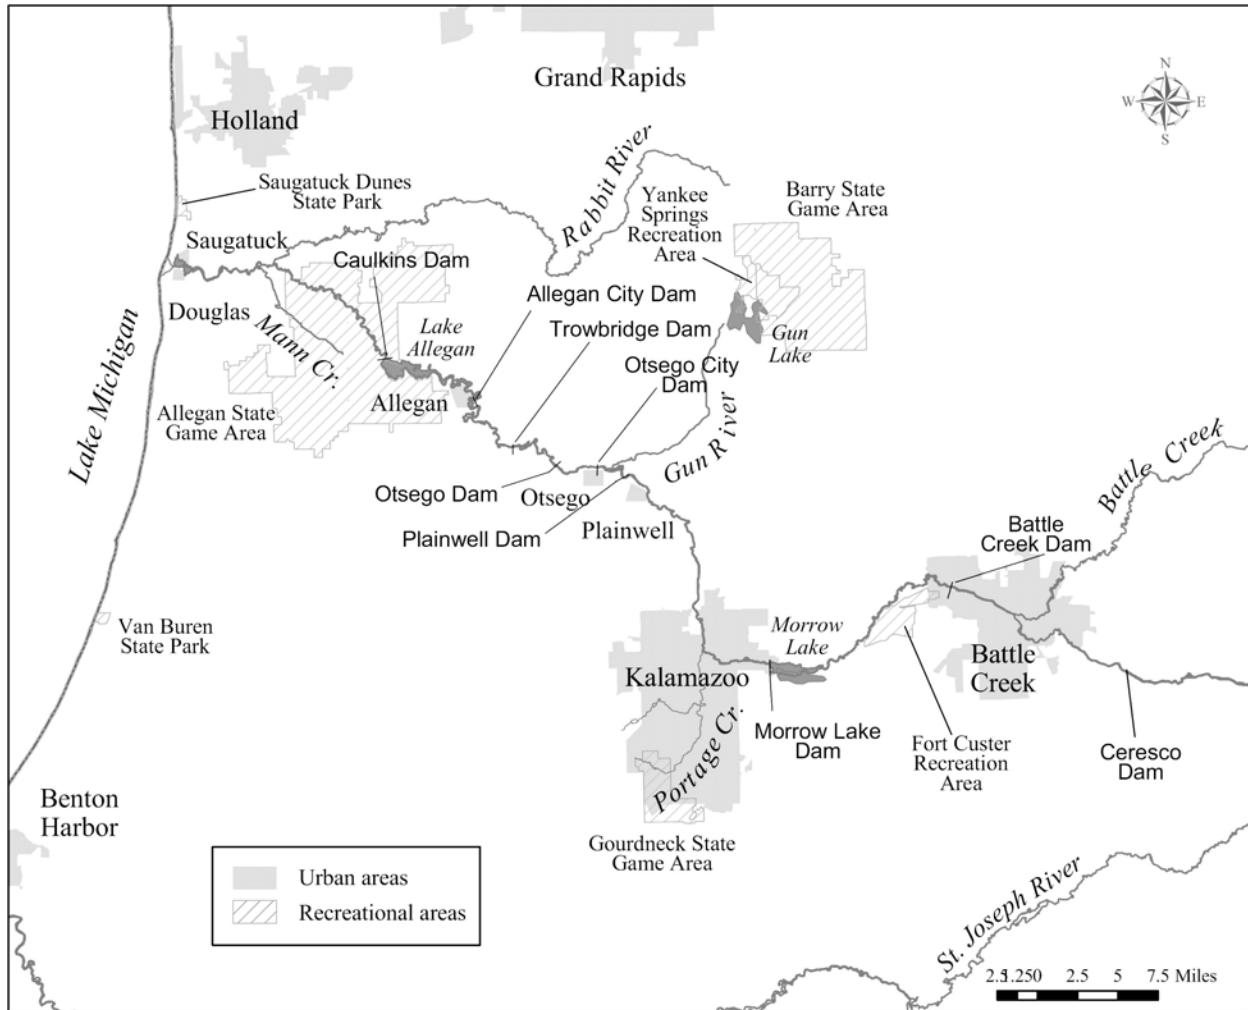 Grand Rapids
Holland
N
W
E
S
Rabbit River
Saugatuck Dunes
State Park
Yankee
Springs
Recreation
Area
Barry State
Game Area
Saugatuck
Caulkins Dam
Allegan City Dam
Douglas
Mann Cr.
Lake
Allegan
Trowbridge Dam
Gun
Lake
Otsego City
Dam
Lake Michigan
Allegan
Allegan State
Game Area
Gun River
Battle Creek
Otsego Dam
Otsego
Plainwell Dam
Plainwell
Battle
Creek Dam
Van Buren
State Park
Morrow
Lake
Kalamazoo
Battle
Creek
Portage Cr.
Morrow Lake
Dam
Fort Custer
Recreation
Area
Ceresco
Dam
Benton
Harbor
Gourdneck State
Game Area
Urban areas
Recreational areas
St. Joseph River
2.51.250 2.5 5 7.5 Miles